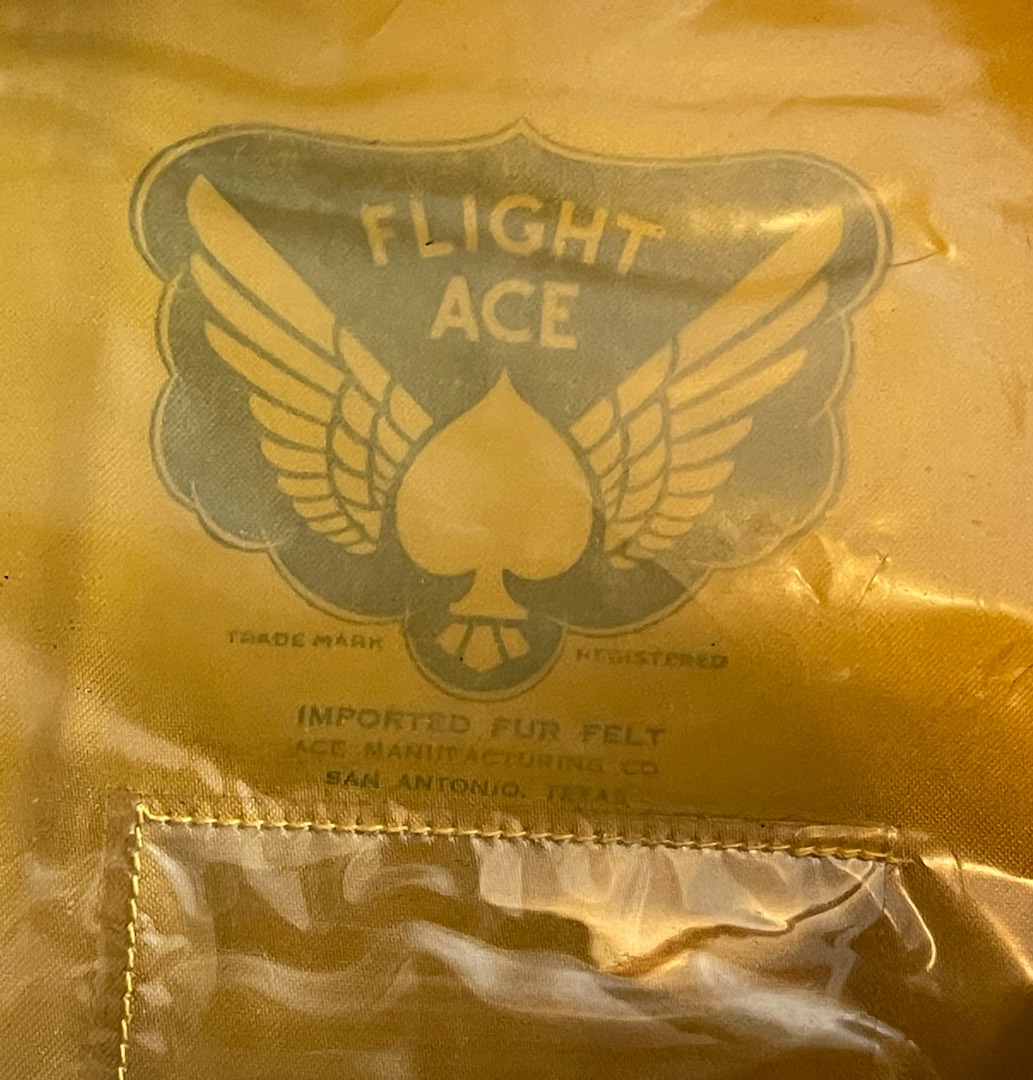 FLIGHT
ACE
TRADE MARK REGISTERED
IMPORTED FUR FELT
ACE MANUFACTURING CO
SAN ANTONIO, TEXAS